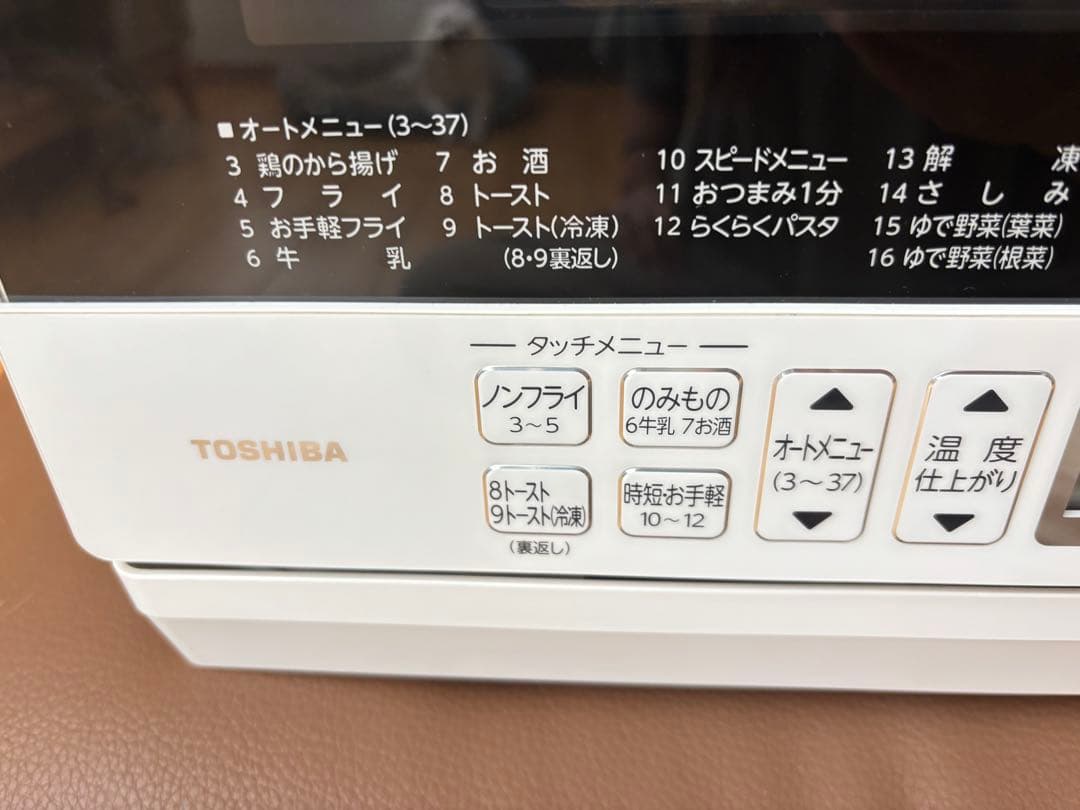 ■オートメニュー(3〜37)
3 鶏のから揚げ 7 お酒 10 スピードメニュー 13 解凍
4 フライ 8 トースト 11 おつまみ1分 14 さしみ
5 お手軽フライ 9 トースト(冷凍) 12 らくらくパスタ 15 ゆで野菜(葉菜)
6 牛乳 (8・9裏返し) 16 ゆで野菜(根菜)
タッチメニュー
ノンフライ
3〜5
のみもの
6牛乳 7お酒
8トースト
9トースト(冷凍)
(裏返し)
時短・お手軽
10〜12
▲
オートメニュー
(3〜37)
▼
▲
温度
仕上がり
▼
TOSHIBA